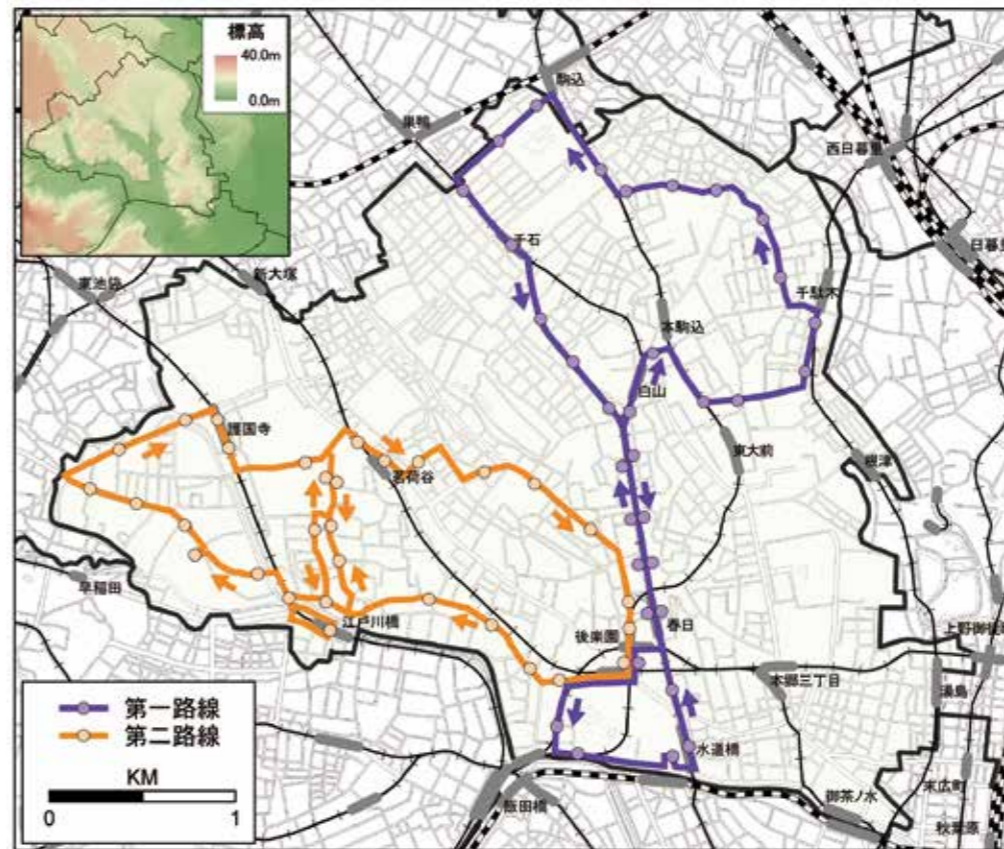 標高
40.0m
0.0m
駒込
巣鴨
西日暮里
日暮里
千石
新大塚
東池袋
千駄木
本駒込
白山
護国寺
茗荷谷
東大前
根津
早稲田
江戸川橋
後楽園
春日
上野御徒町
本郷三丁目
湯島
水道橋
飯田橋
御茶ノ水
末広町
秋葉原
第一路線
第二路線
KM
0
1